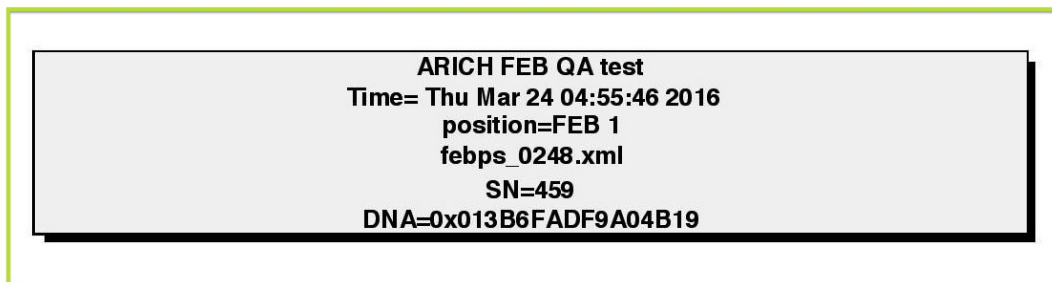 ARICH FEB QA test
Time= Thu Mar 24 04:55:46 2016
position=FEB 1
febps_0248.xml
SN=459
DNA=0x013B6FADF9A04B19